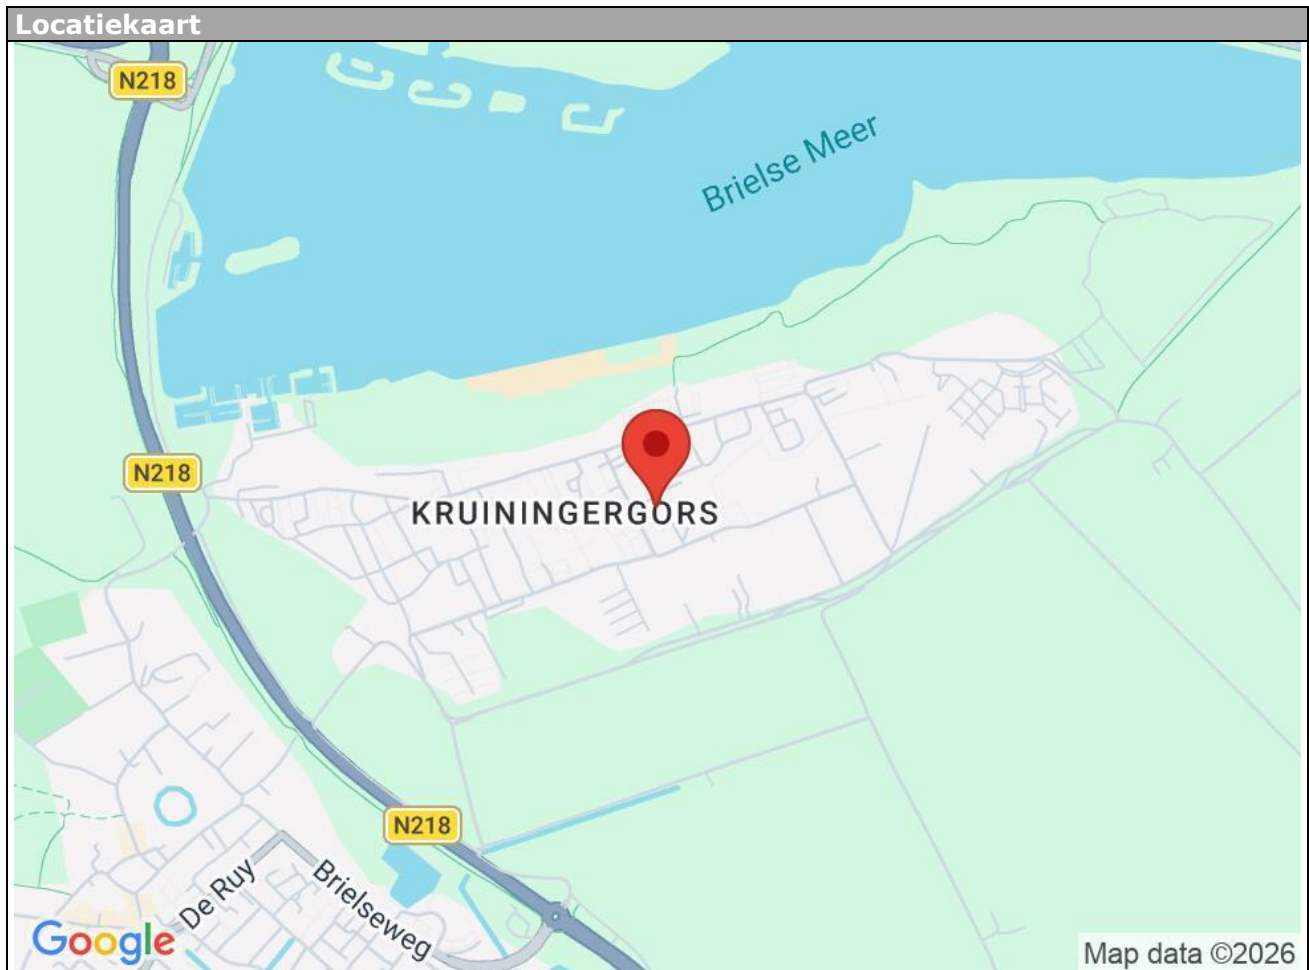 Locatiekaart
N218
Brielse Meer
N218
KRUININGERGORS
N218
De Ruy
Brielseweg
Google
Map data ©2026